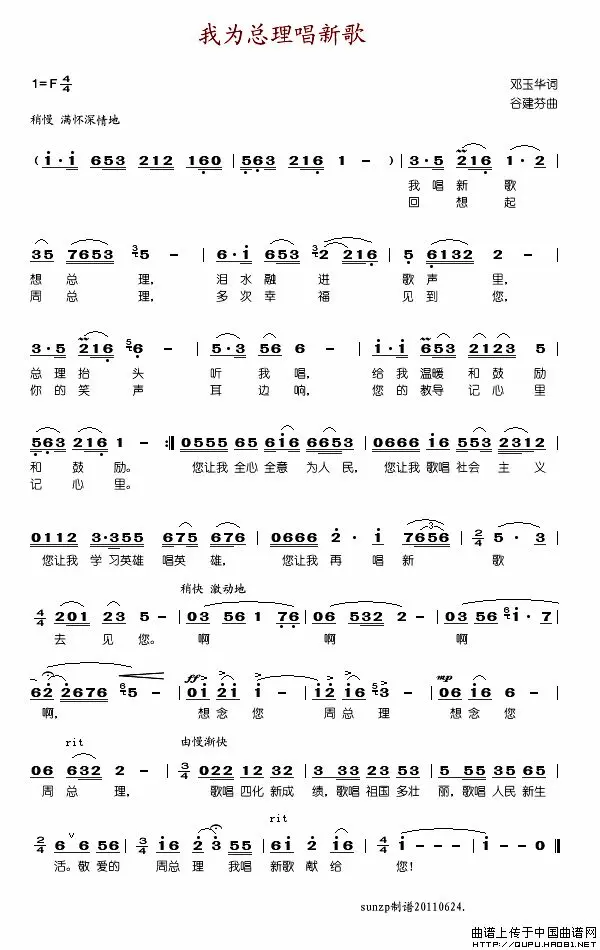 我为总理唱新歌
1=F 4/4
邓玉华词
谷建芬曲
稍慢 满怀深情地
( i·i 653 212 160 | 563 216 1 - ) | 3·5 216 1·2 |
我唱新歌
回想起
35 7653 35 - | 6·i 653 32 216 | 5 6132 2 - |
想总理, 泪水融进歌声里,
周总理, 多次幸福见到您,
3·5 216 56 - | 5·3 56 6 - | i·i 653 2123 5
总理抬头听我唱, 给我温暖和鼓励
你的笑声耳边响, 您的教导记心里
563 216 1 - :| 0555 65 6i6 6653 | 0666 i6 553 2312 |
和鼓励。 您让我全心全意为人民, 您让我歌唱社会主义
记心里。
0112 3·355 675 676 | 0666 2·i 7656 | 2/4 5·3 |
3
您让我学习英雄唱英雄, 您让我再唱新歌
稍快 激动地
4/4 201 23 5 - | 03 56 1 76 | 06 532 2 - | 03 56 6i·7
去见您。啊 啊 啊
62·2676 65 - | 0i 2i i - | i2 i6 53 - | 06 i6 6 -
ff
mp
啊, 想念您 周总理 想念您
rit
由慢渐快
06 632 2 - | 3/4 022 12 32 | 3 33 23 53 | 5 55 35 65 |
周总理, 歌唱四化新成绩,歌唱祖国多壮丽,歌唱人民新生
rit
2/4 6 v 6 56 | 3/4 i6 2·3 55 | 6i 2 i6 | 4/4 i - - - | i - - 0 ||
活。敬爱的周总理我唱新歌献给您!
sunzp制谱20110624.
曲谱上传于中国曲谱网
HTTP://QUPU.HAO81.NET